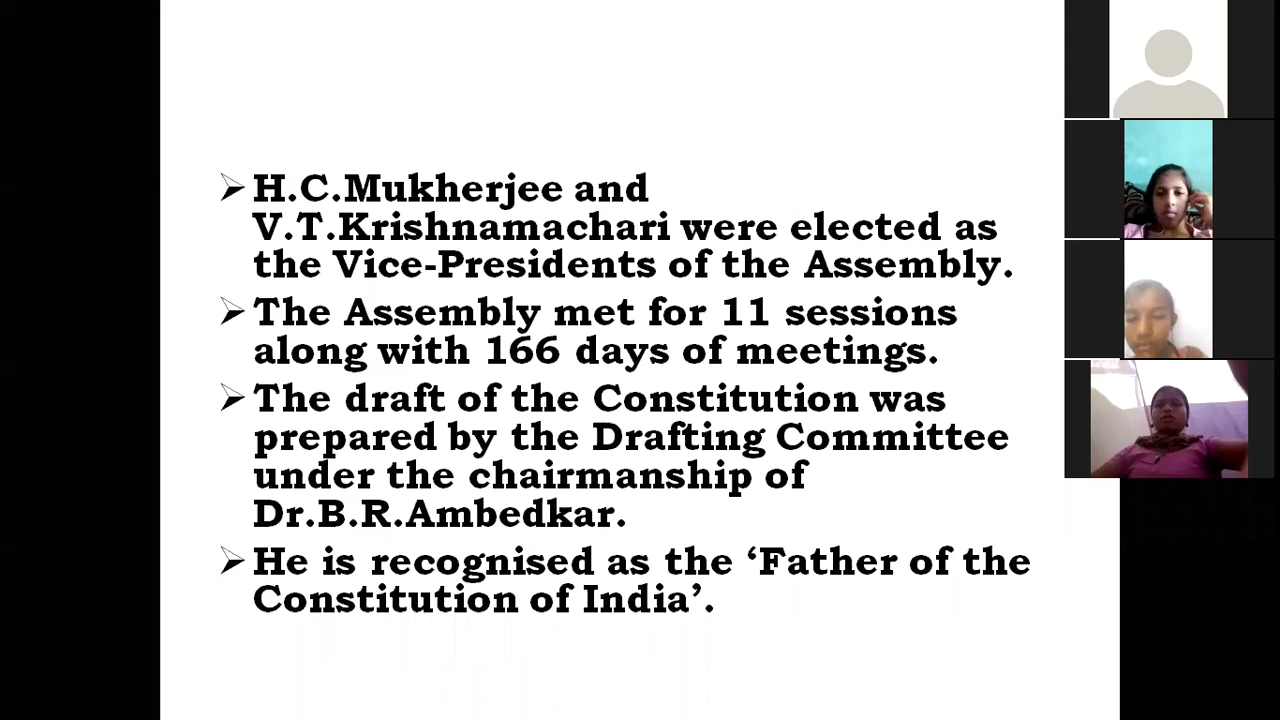 H.C.Mukherjee and
V.T.Krishnamachari were elected as
the Vice-Presidents of the Assembly.
The Assembly met for 11 sessions
along with 166 days of meetings.
The draft of the Constitution was
prepared by the Drafting Committee
under the chairmanship of
Dr.B.R.Ambedkar.
He is recognised as the ‘Father of the
Constitution of India’.